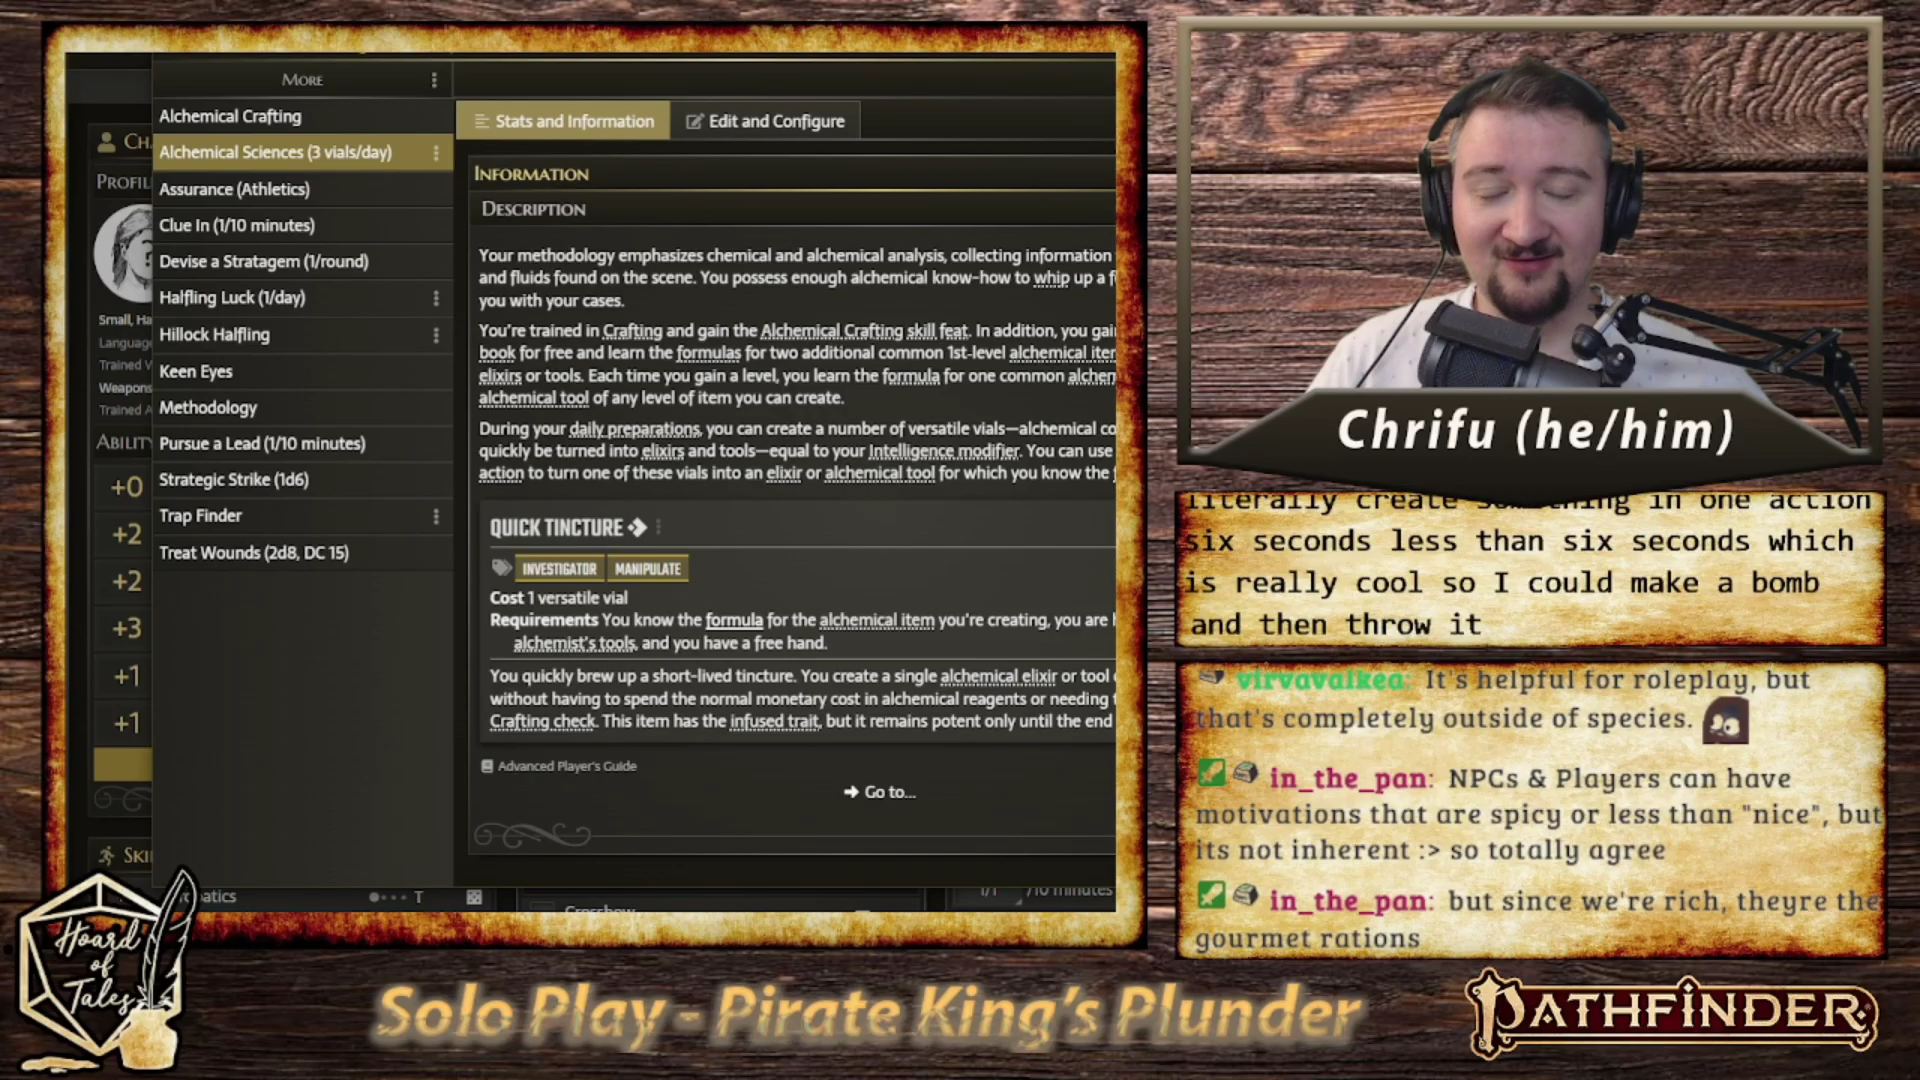 More
Alchemical Crafting
Alchemical Sciences (3 vials/day)
Assurance (Athletics)
Clue In (1/10 minutes)
Devise a Stratagem (1/round)
Halfling Luck (1/day)
Hillock Halfling
Keen Eyes
Methodology
Pursue a Lead (1/10 minutes)
Strategic Strike (1d6)
Trap Finder
Treat Wounds (2d8, DC 15)
Small, Ha
Weapons
Trained A
+0
+2
+2
+3
+1
+1
T
Stats and Information
Edit and Configure
Information
Description
Your methodology emphasizes chemical and alchemical analysis, collecting information
and fluids found on the scene. You possess enough alchemical know-how to whip up a
you with your cases.
You're trained in Crafting and gain the Alchemical Crafting skill feat. In addition, you gai
book for free and learn the formulas for two additional common 1st-level alchemical iter
elixirs or tools. Each time you gain a level, you learn the formula for one common alchem
alchemical tool of any level of item you can create.
During your daily preparations, you can create a number of versatile vials—alchemical co
quickly be turned into elixirs and tools—equal to your Intelligence modifier. You can use
action to turn one of these vials into an elixir or alchemical tool for which you know the
QUICK TINCTURE
INVESTIGATOR MANIPULATE
Cost 1 versatile vial
Requirements You know the formula for the alchemical item you're creating, you are
alchemist's tools, and you have a free hand.
You quickly brew up a short-lived tincture. You create a single alchemical elixir or tool
without having to spend the normal monetary cost in alchemical reagents or needing
Crafting check. This item has the infused trait, but it remains potent only until the end
Advanced Player's Guide
Go to...
/10 minutes
Chrifu (he/him)
literally create something in one action
six seconds less than six seconds which
is really cool so I could make a bomb
and then throw it
virvavalkea: It's helpful for roleplay, but
that's completely outside of species.
in_the_pan: NPCs & Players can have
motivations that are spicy or less than "nice", but
its not inherent :> so totally agree
in_the_pan: but since we're rich, theyre the
gourmet rations
Hoard
of
Tales
Solo Play - Pirate King's Plunder
PATHFINDER